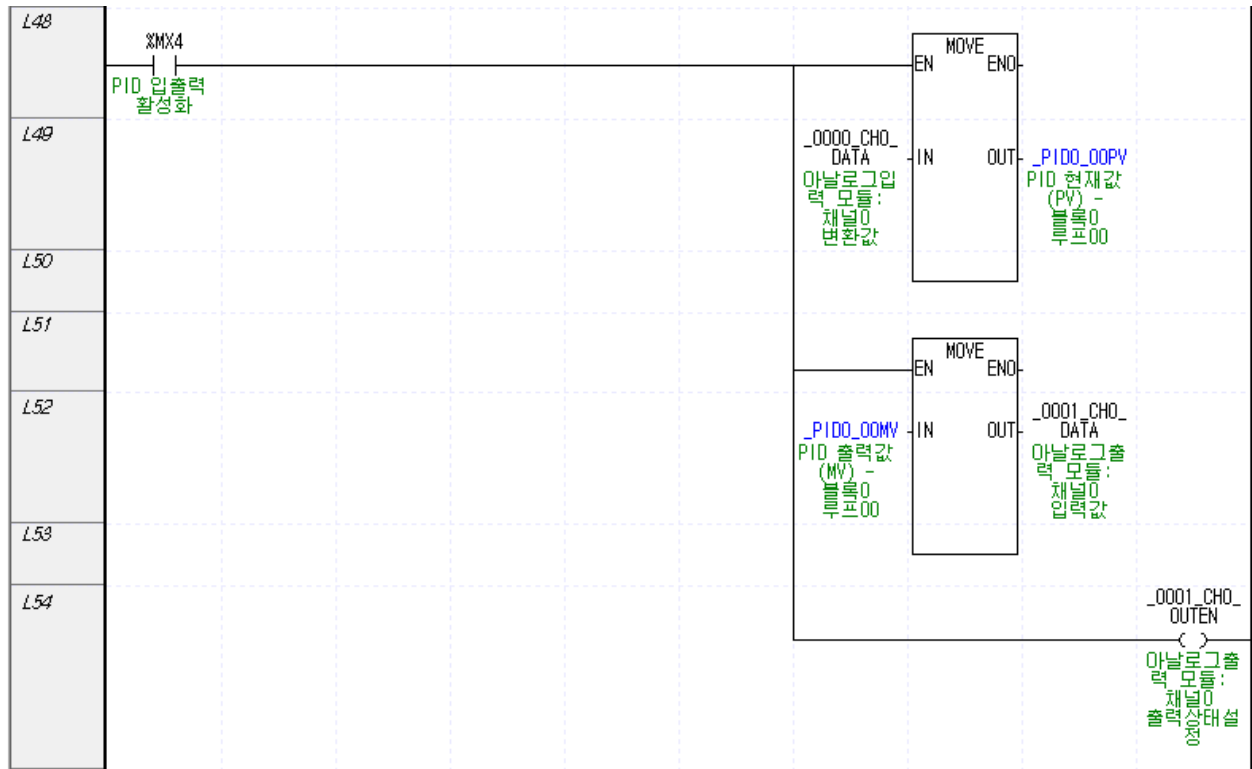 L48
%MX4
PID 입출력
활성화
MOVE
EN ENO
L49
_0000_CH0_
DATA
IN OUT
_PID0_00PV
아날로그입
력 모듈:
채널0
변환값
PID 현재값
(PV) -
블록0
루프00
L50
L51
MOVE
EN ENO
L52
_PID0_00MV
IN OUT
_0001_CH0_
DATA
PID 출력값
(MV) -
블록0
루프00
아날로그출
력 모듈:
채널0
입력값
L53
L54
_0001_CH0_
OUTEN
아날로그출
력 모듈:
채널0
출력상태설
정